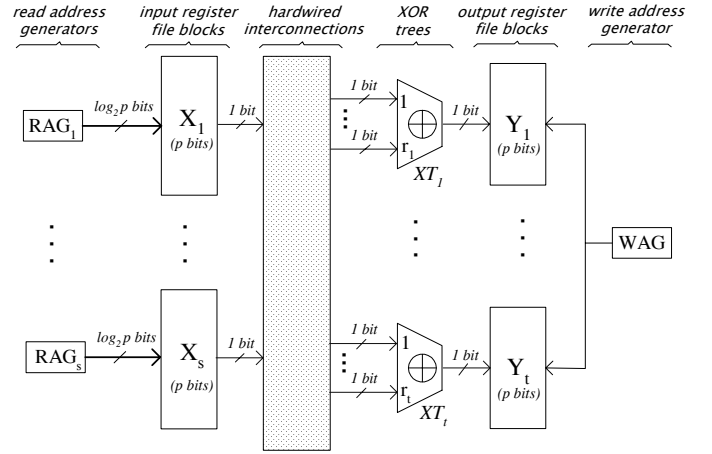 read address generators
input register file blocks
hardwired interconnections
XOR trees
output register file blocks
write address generator
RAG₁
log₂p bits
X₁
(p bits)
1 bit
1 bit
1
1 bit
r₁
XT₁
1 bit
Y₁
(p bits)
WAG
RAGₛ
log₂p bits
Xₛ
(p bits)
1 bit
1 bit
1
1 bit
rₜ
XTₜ
1 bit
Yₜ
(p bits)